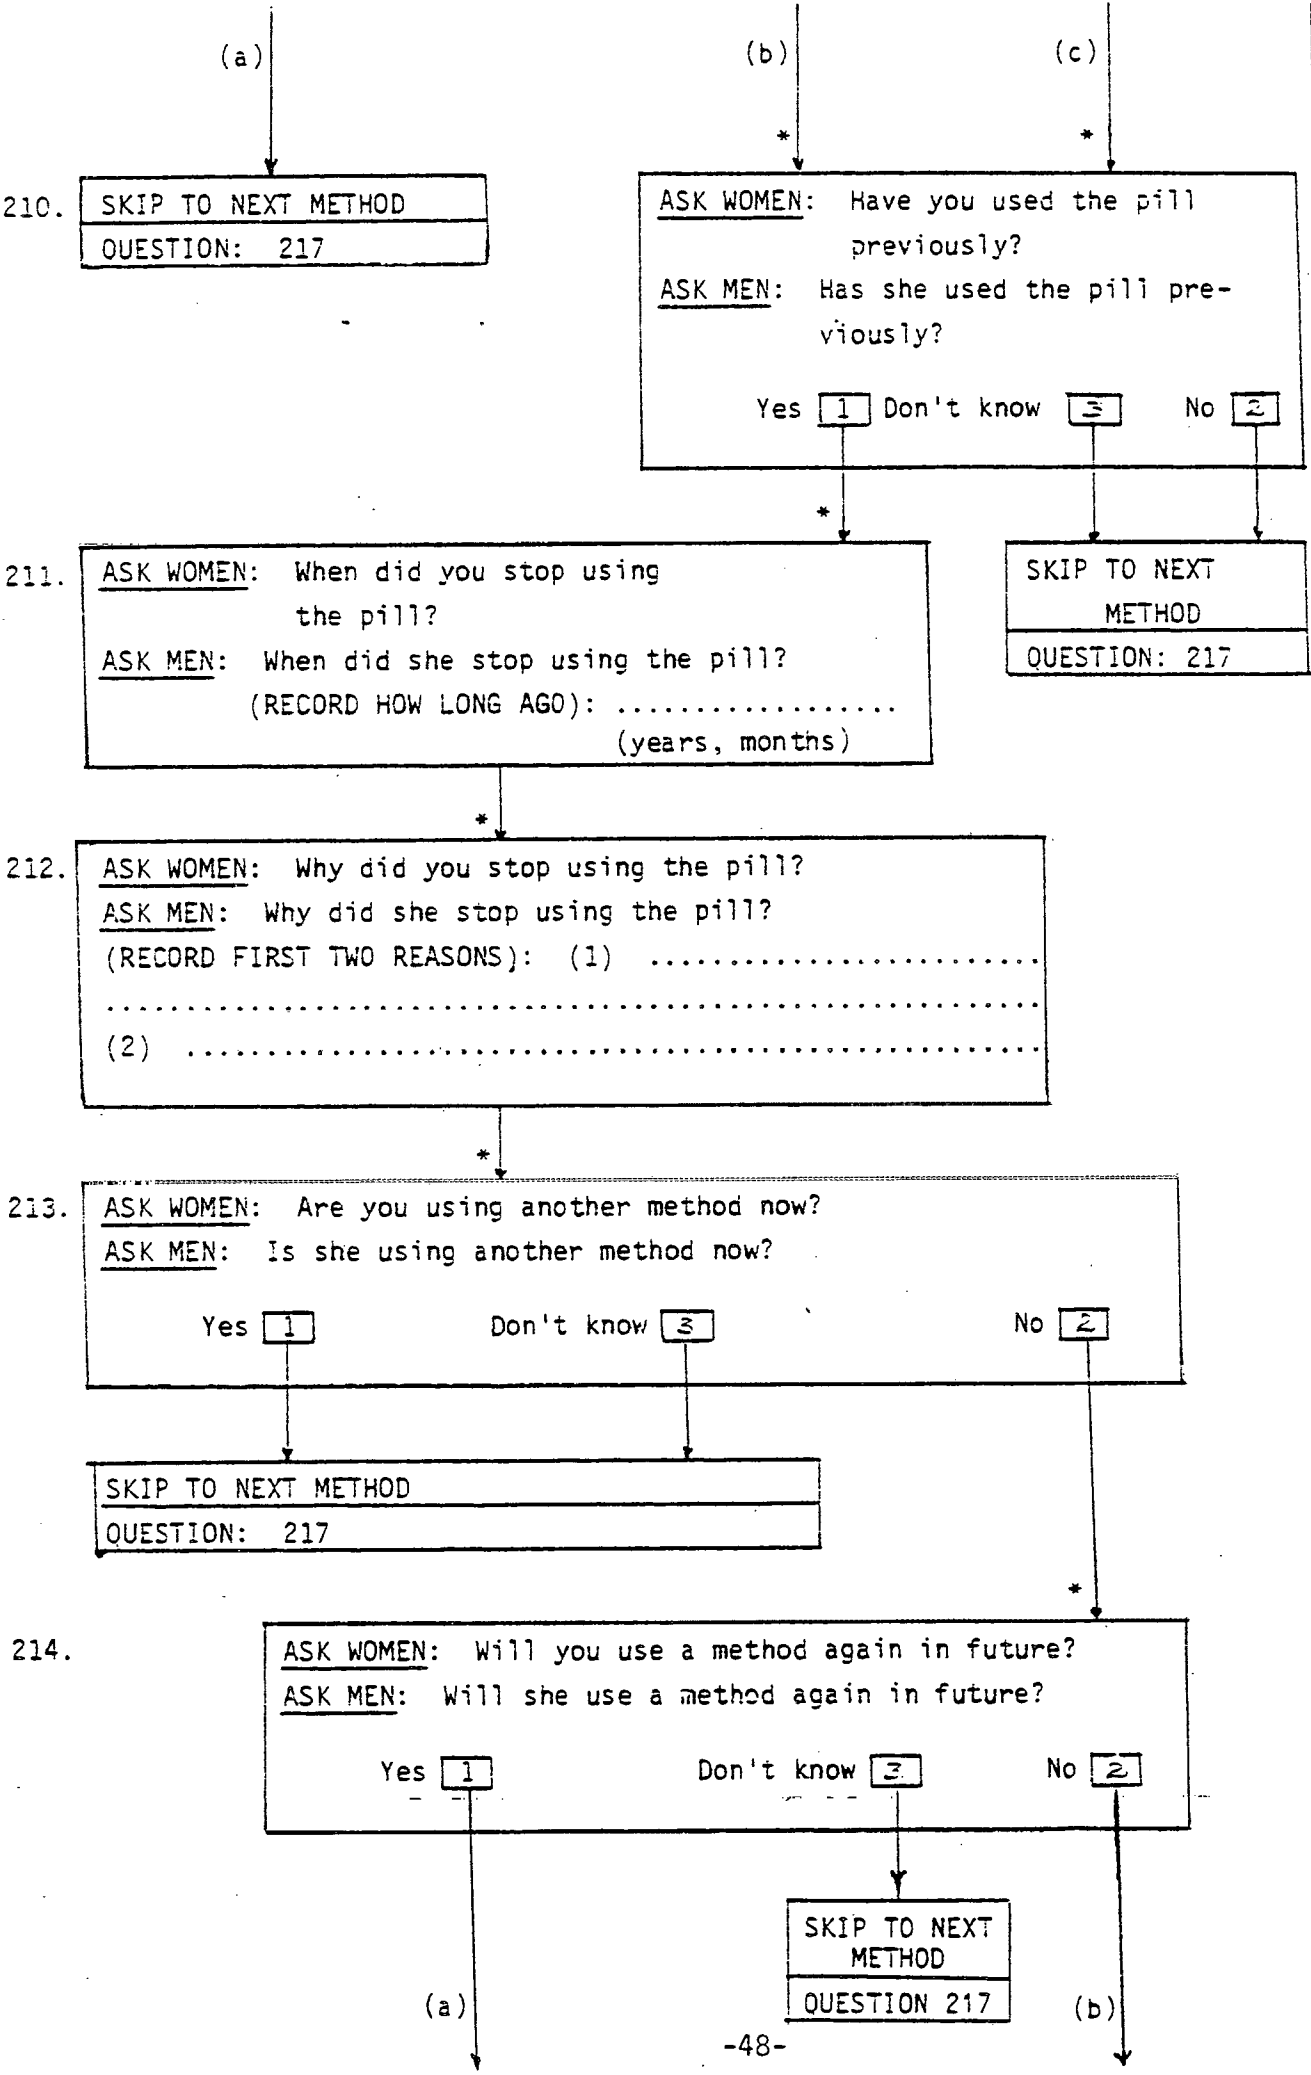 (a) (b) (c)
* *
210. SKIP TO NEXT METHOD
QUESTION: 217
ASK WOMEN: Have you used the pill
previously?
ASK MEN: Has she used the pill pre-
viously?
Yes 1 Don't know 3 No 2
*
211. ASK WOMEN: When did you stop using
the pill?
ASK MEN: When did she stop using the pill?
(RECORD HOW LONG AGO): ..................
(years, months)
SKIP TO NEXT
METHOD
QUESTION: 217
*
212. ASK WOMEN: Why did you stop using the pill?
ASK MEN: Why did she stop using the pill?
(RECORD FIRST TWO REASONS): (1) .........................
............................................................
(2) .......................................................
*
213. ASK WOMEN: Are you using another method now?
ASK MEN: Is she using another method now?
Yes 1 Don't know 3 No 2
SKIP TO NEXT METHOD
QUESTION: 217
*
214. ASK WOMEN: Will you use a method again in future?
ASK MEN: Will she use a method again in future?
Yes 1 Don't know 3 No 2
SKIP TO NEXT
METHOD
QUESTION 217
(a) (b)
-48-